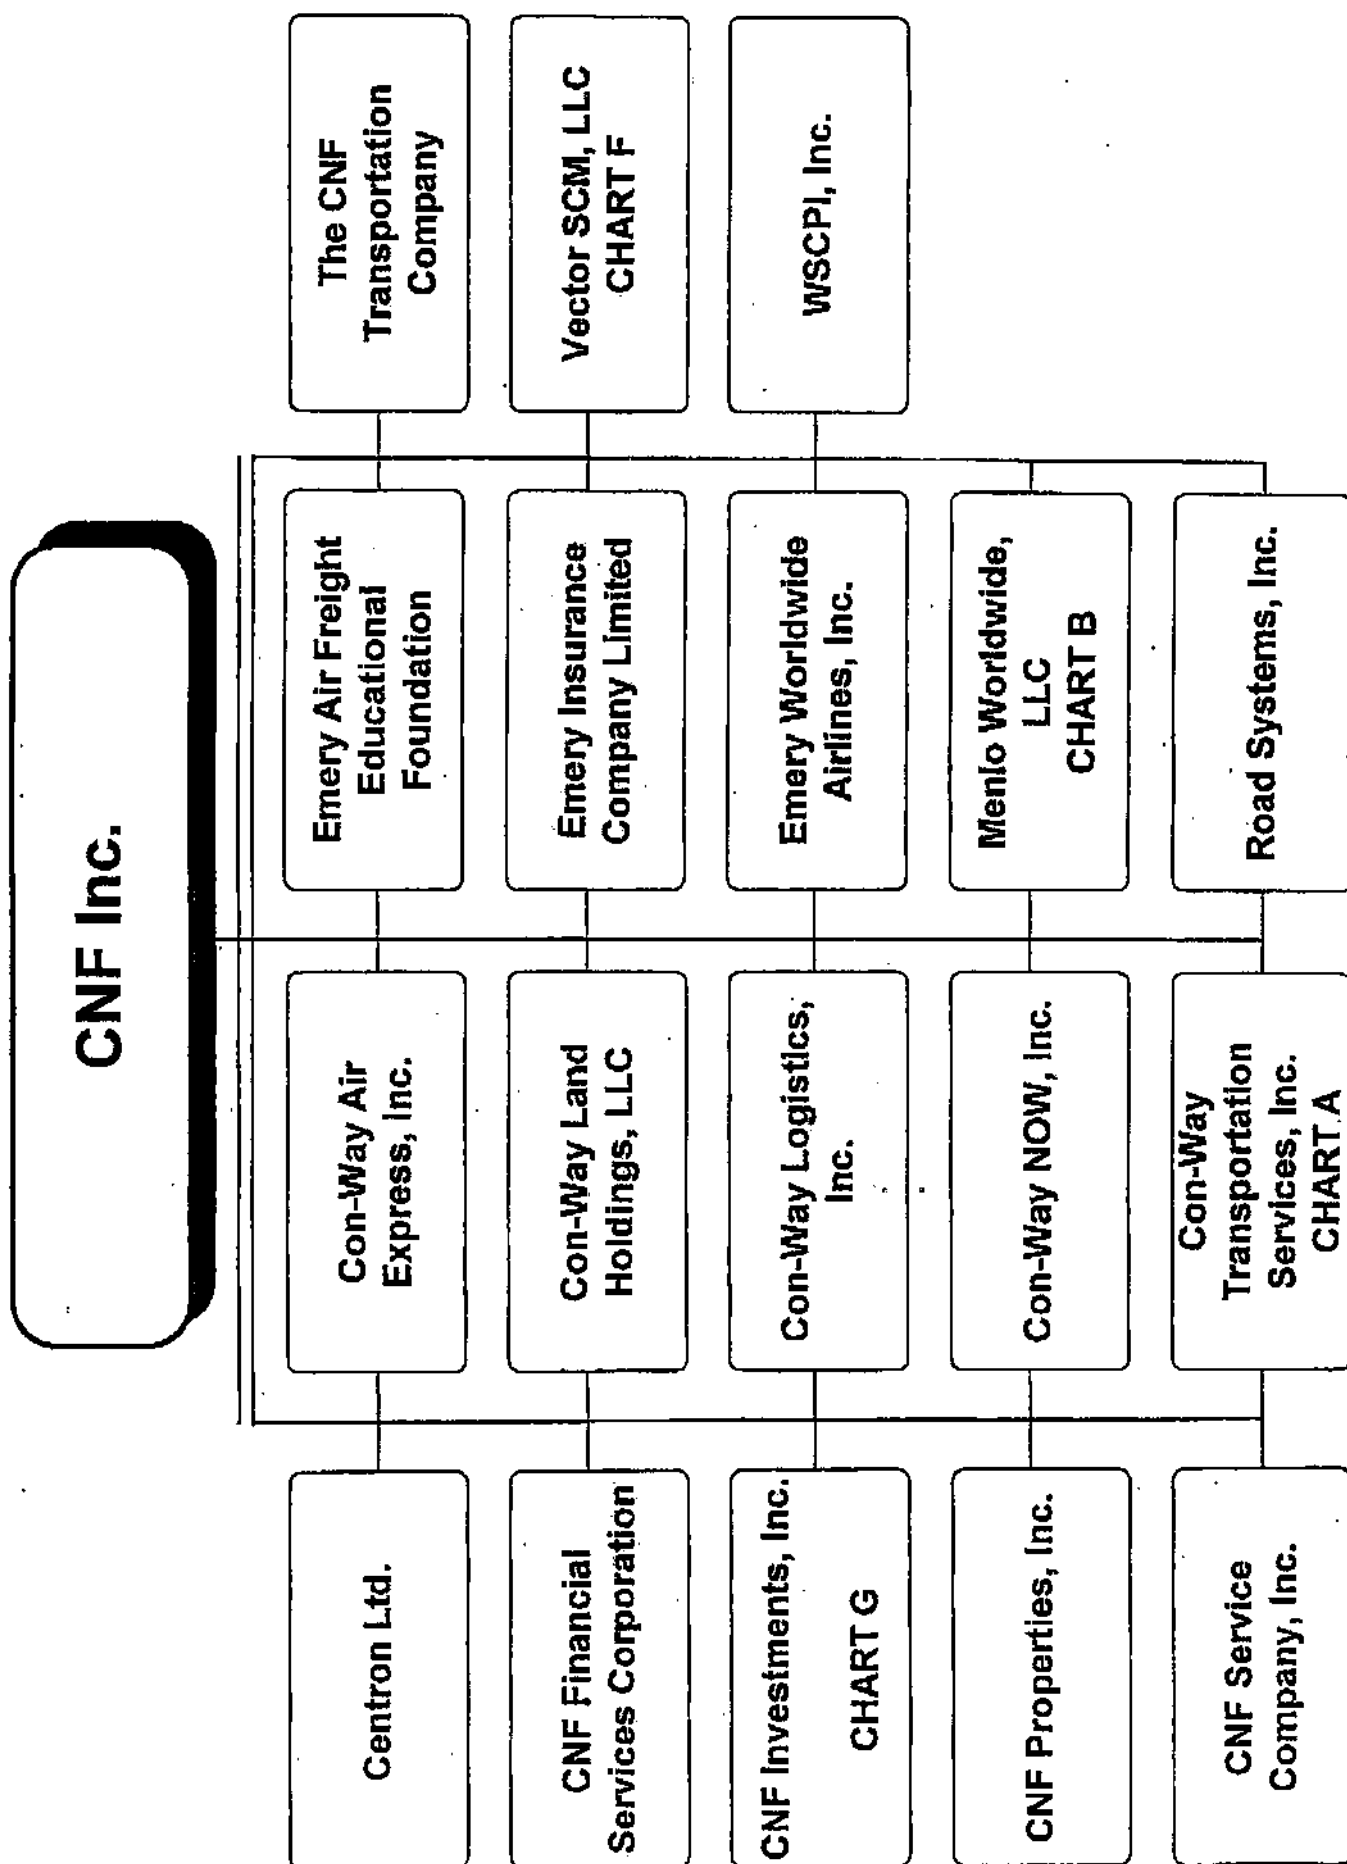 CNF Inc.
Centron Ltd.
Con-Way Air
Express, Inc.
Emery Air Freight
Educational
Foundation
The CNF
Transportation
Company
CNF Financial
Services Corporation
Con-Way Land
Holdings, LLC
Emery Insurance
Company Limited
Vector SCM, LLC
CHART F
CNF Investments, Inc.
CHART G
Con-Way Logistics,
Inc.
Emery Worldwide
Airlines, Inc.
WSCPI, Inc.
CNF Properties, Inc.
Con-Way NOW, Inc.
Menlo Worldwide,
LLC
CHART B
CNF Service
Company, Inc.
Con-Way
Transportation
Services, Inc.
CHART A
Road Systems, Inc.